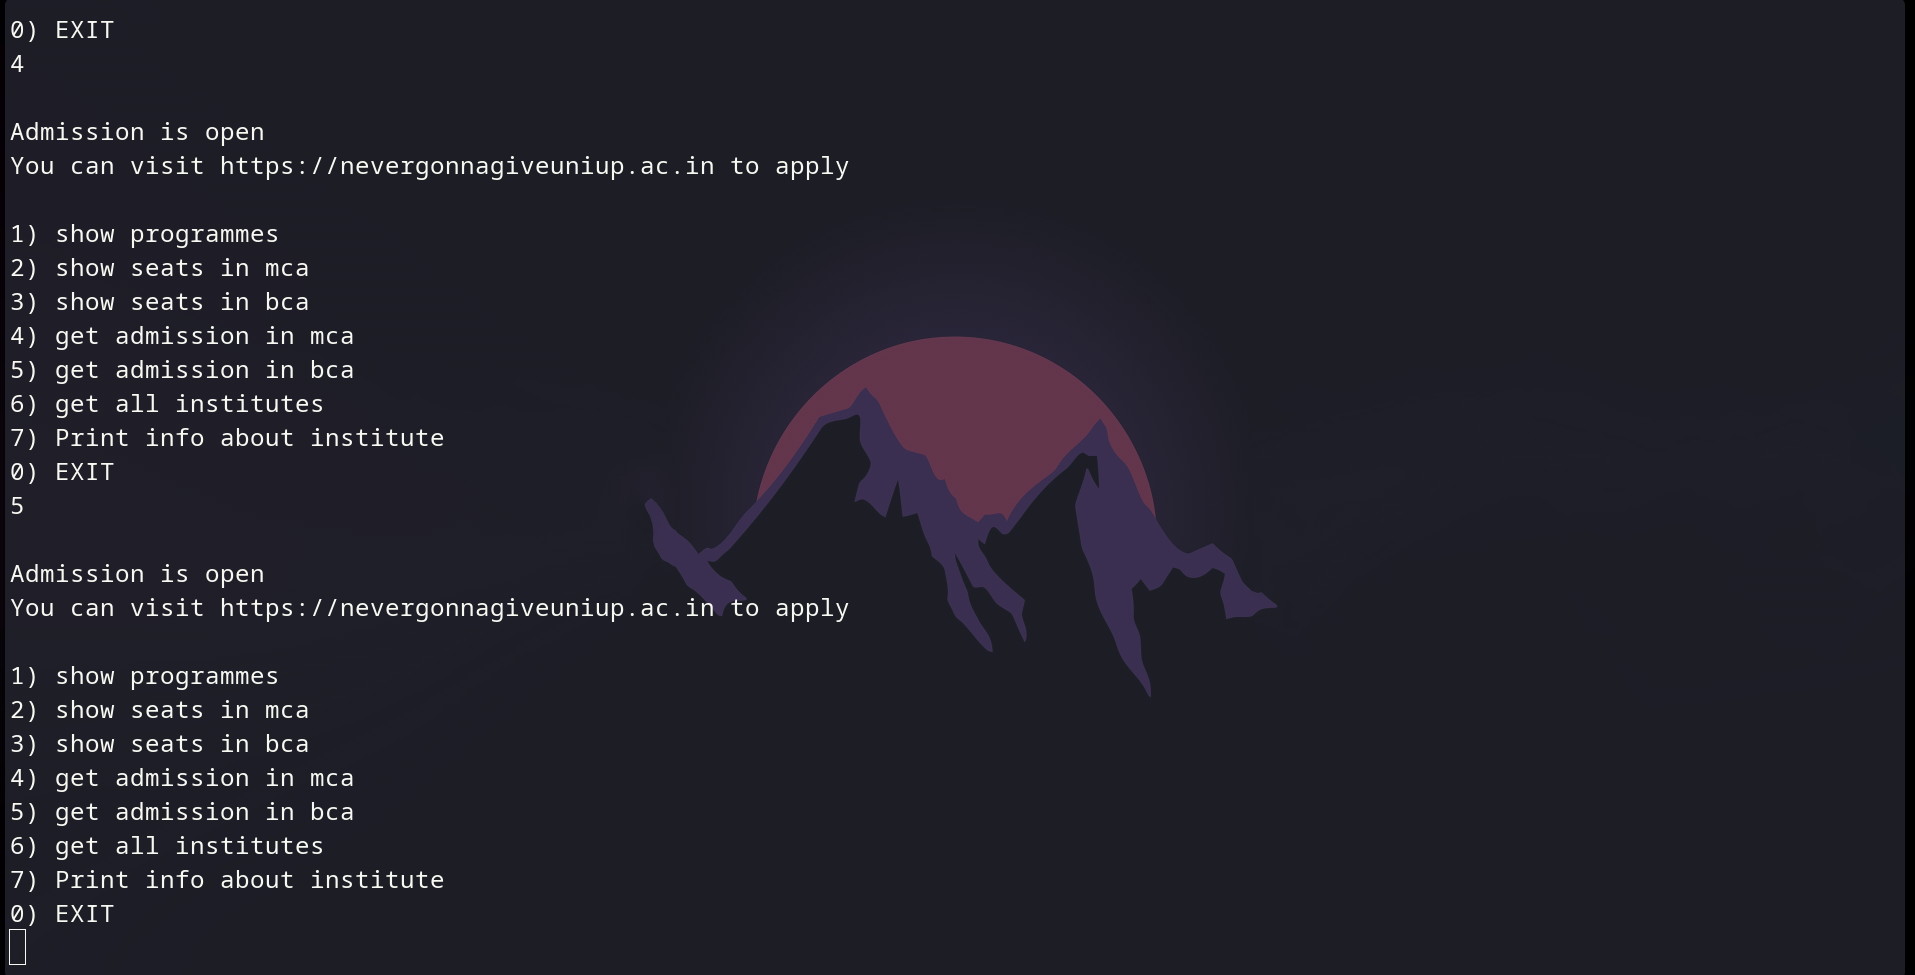 0) EXIT
4
Admission is open
You can visit https://nevergonnagiveuniup.ac.in to apply
1) show programmes
2) show seats in mca
3) show seats in bca
4) get admission in mca
5) get admission in bca
6) get all institutes
7) Print info about institute
0) EXIT
5
Admission is open
You can visit https://nevergonnagiveuniup.ac.in to apply
1) show programmes
2) show seats in mca
3) show seats in bca
4) get admission in mca
5) get admission in bca
6) get all institutes
7) Print info about institute
0) EXIT